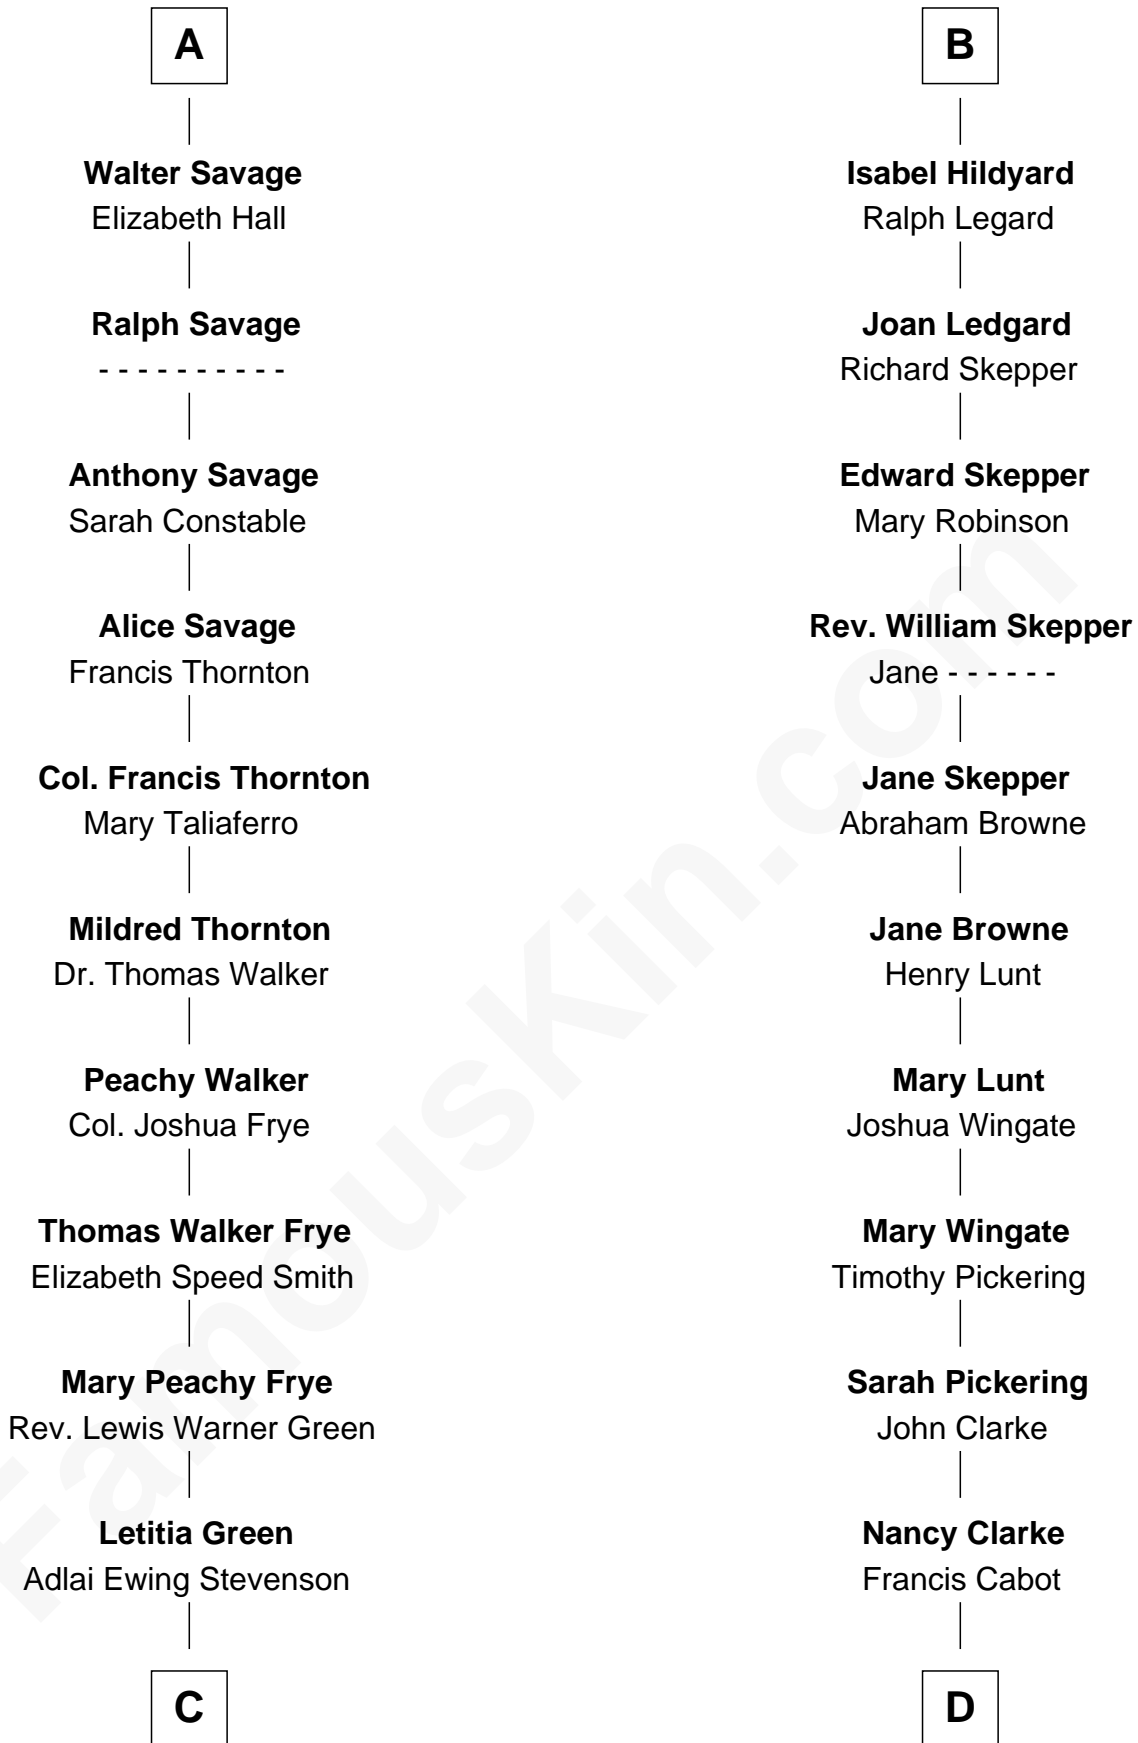 A
Walter Savage
Elizabeth Hall
Ralph Savage
- - - - - - - - - -
Anthony Savage
Sarah Constable
Alice Savage
Francis Thornton
Col. Francis Thornton
Mary Taliaferro
Mildred Thornton
Dr. Thomas Walker
Peachy Walker
Col. Joshua Frye
Thomas Walker Frye
Elizabeth Speed Smith
Mary Peachy Frye
Rev. Lewis Warner Green
Letitia Green
Adlai Ewing Stevenson
C
B
Isabel Hildyard
Ralph Legard
Joan Ledgard
Richard Skepper
Edward Skepper
Mary Robinson
Rev. William Skepper
Jane - - - - - -
Jane Skepper
Abraham Browne
Jane Browne
Henry Lunt
Mary Lunt
Joshua Wingate
Mary Wingate
Timothy Pickering
Sarah Pickering
John Clarke
Nancy Clarke
Francis Cabot
D
FamousKin.com